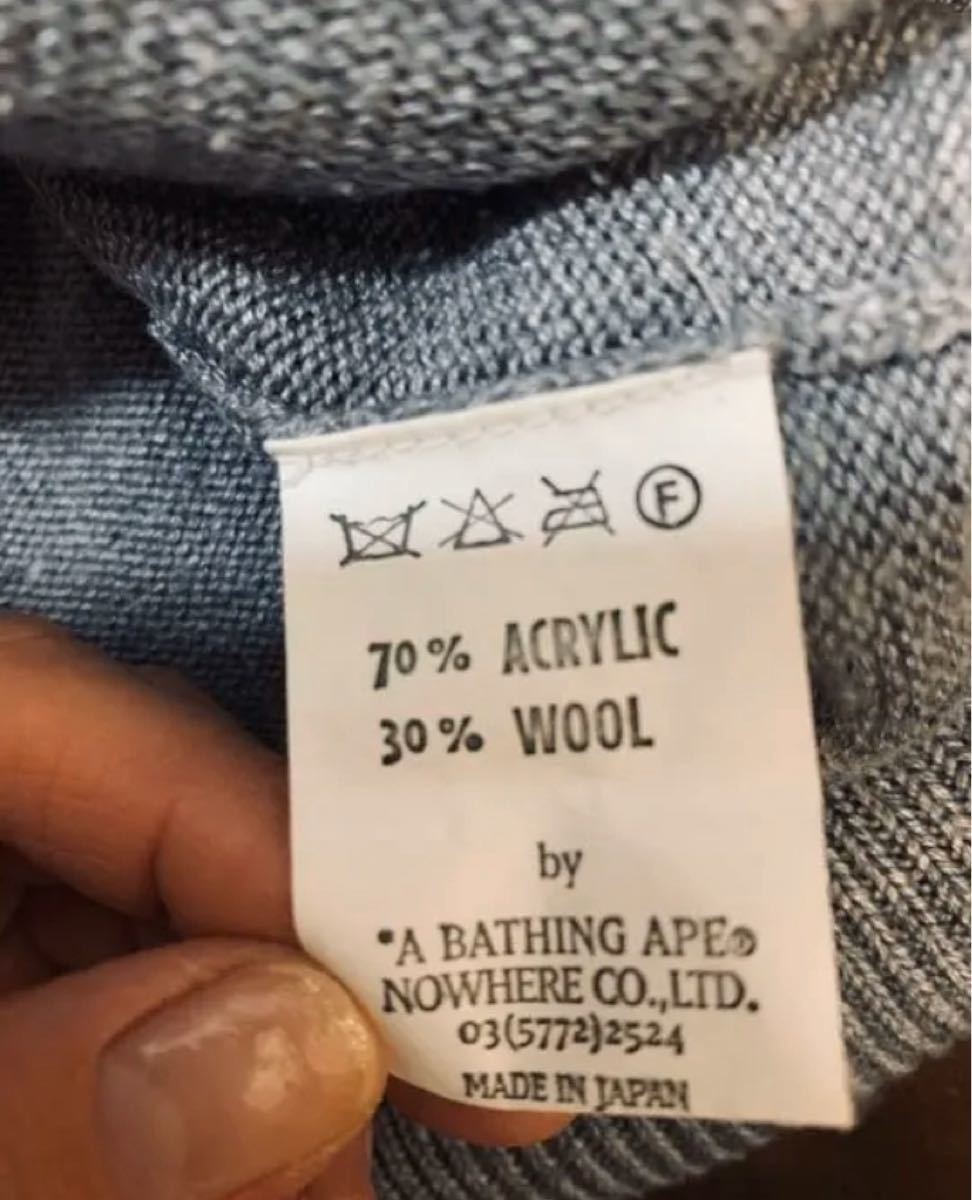 F
70% ACRYLIC
30% WOOL
by
*A BATHING APE®
NOWHERE CO.,LTD.
03(5772)2524
MADE IN JAPAN